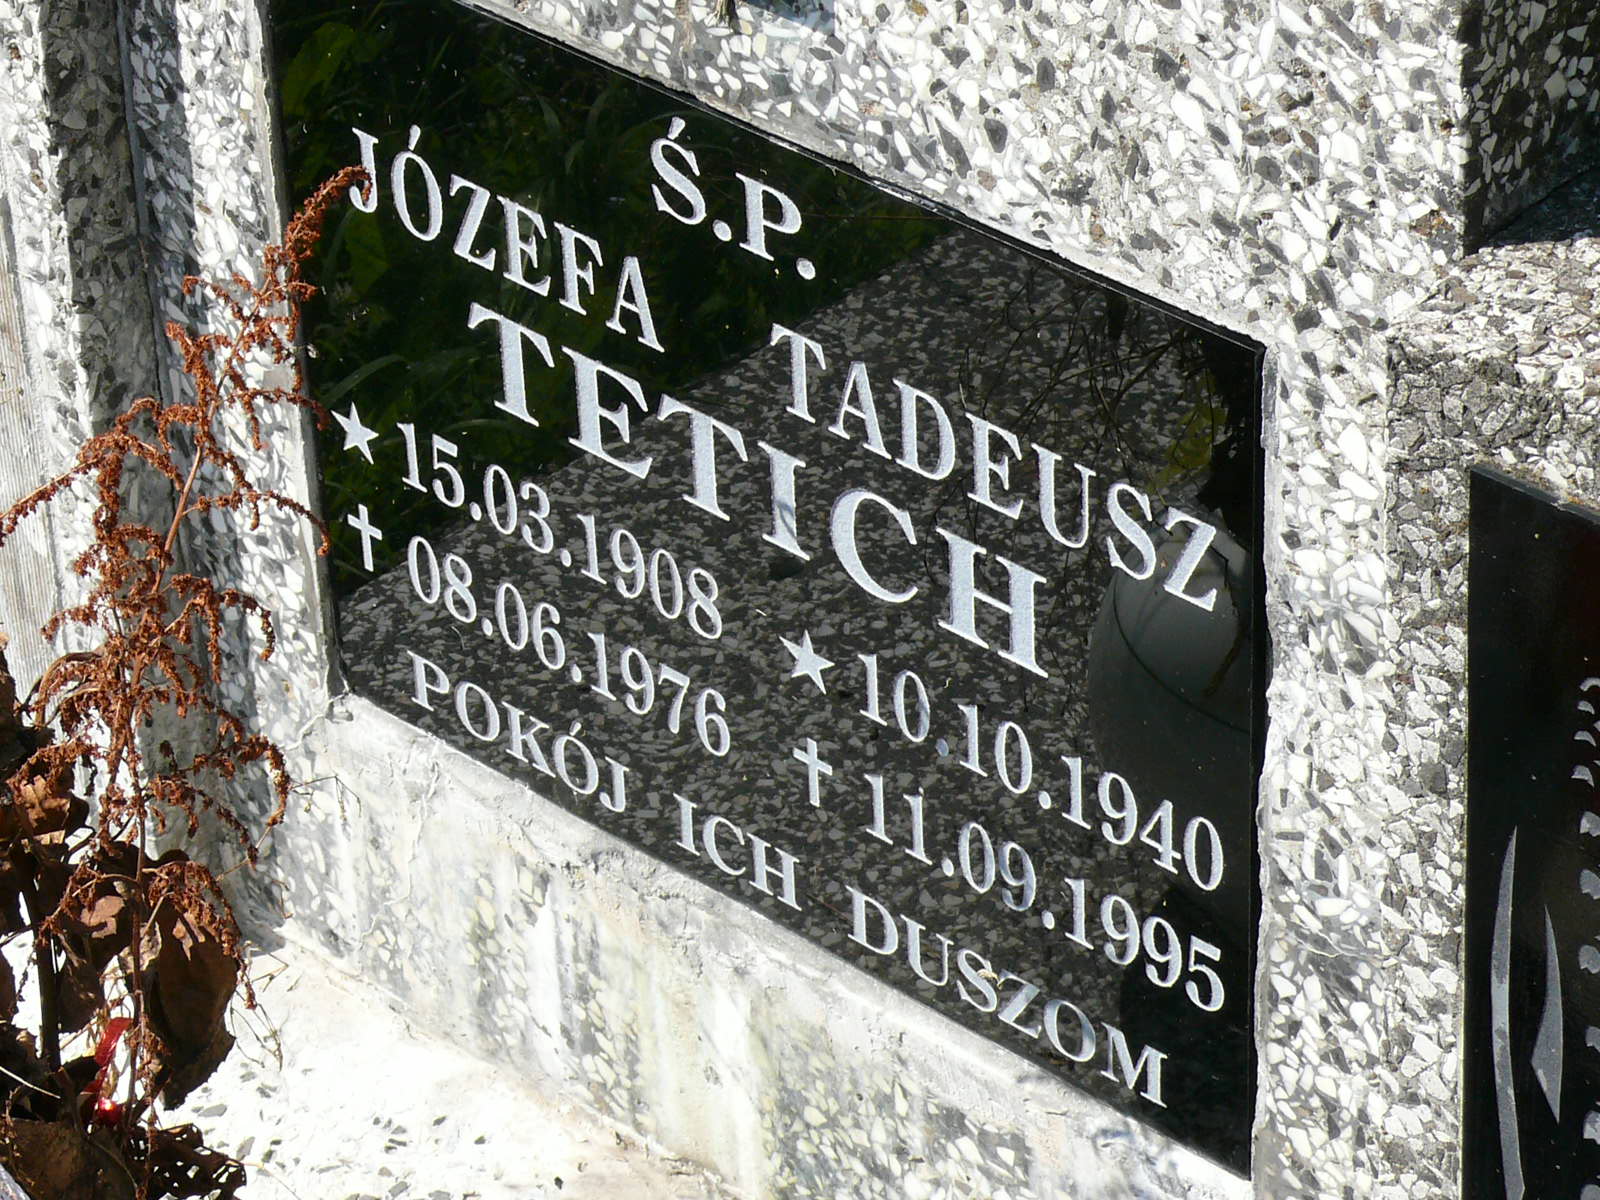 Ś.P.
JÓZEFA TADEUSZ
TETICH
★ 15.03.1908 ★ 10.10.1940
✝ 08.06.1976 ✝ 11.09.1995
POKÓJ ICH DUSZOM